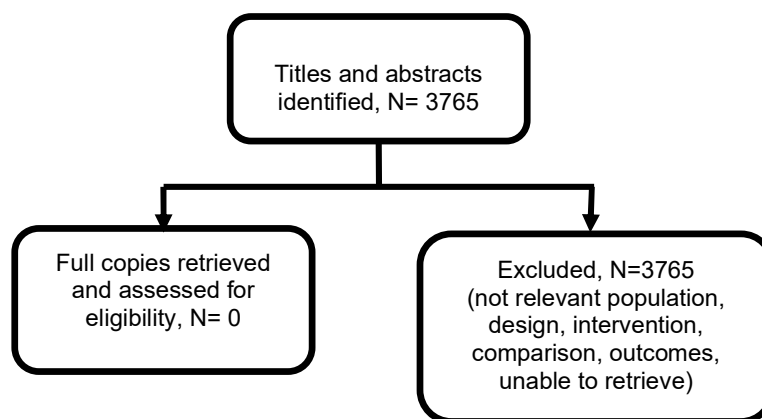 Titles and abstracts
identified, N= 3765
Full copies retrieved
and assessed for
eligibility, N= 0
Excluded, N=3765
(not relevant population,
design, intervention,
comparison, outcomes,
unable to retrieve)